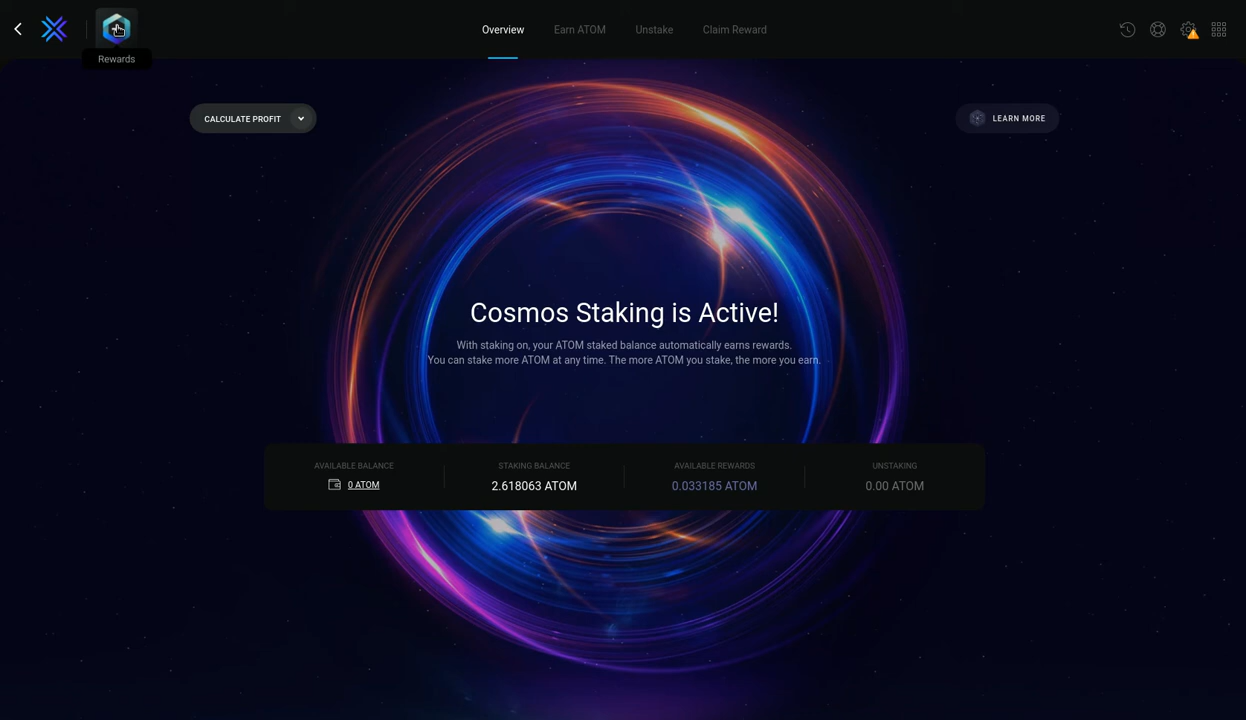 Overview
Earn ATOM
Unstake
Claim Reward
Rewards
CALCULATE PROFIT
LEARN MORE
Cosmos Staking is Active!
With staking on, your ATOM staked balance automatically earns rewards.
You can stake more ATOM at any time. The more ATOM you stake, the more you earn.
AVAILABLE BALANCE
0 ATOM
STAKING BALANCE
2.618063 ATOM
AVAILABLE REWARDS
0.033185 ATOM
UNSTAKING
0.00 ATOM